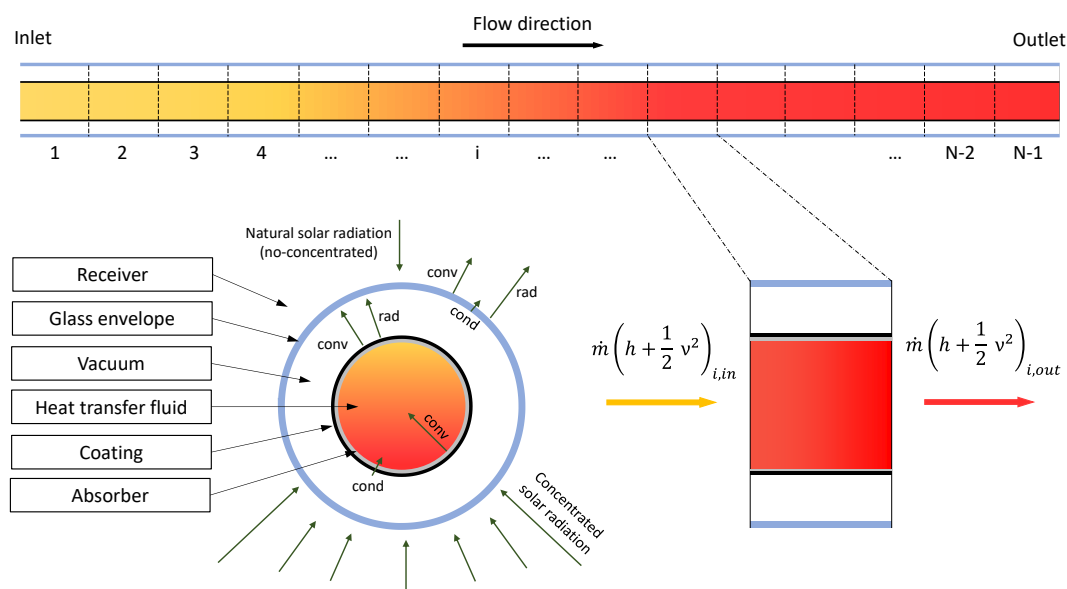 Flow direction
Inlet
Outlet
1 2 3 4 ... ... i ... ... ... N-2 N-1
Natural solar radiation
(no-concentrated)
Receiver
Glass envelope
Vacuum
Heat transfer fluid
Coating
Absorber
conv
rad
cond
rad
conv
conv
cond
Concentrated
solar radiation
ṁ(h + 1/2 v²)i,in
ṁ(h + 1/2 v²)i,out